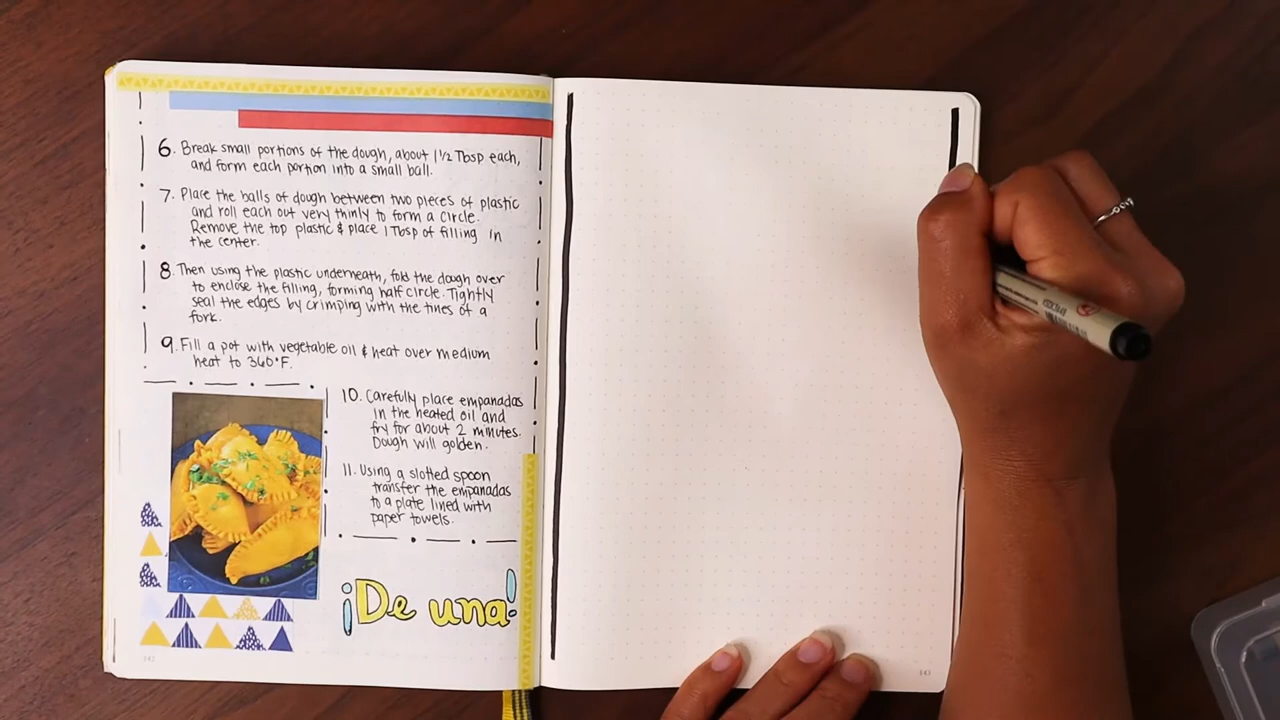 6. Break small portions of the dough, about 1 1/2 Tbsp each,
and form each portion into a small ball.
7. Place the balls of dough between two pieces of plastic
and roll each out very thinly to form a circle.
Remove the top plastic & place 1 Tbsp of filling in
the center.
8. Then using the plastic underneath, fold the dough over
to enclose the filling, forming half circle. Tightly
seal the edges by crimping with the tines of a
fork.
9. Fill a pot with vegetable oil & heat over medium
heat to 360°F.
10. Carefully place empanadas
in the heated oil and
fry for about 2 minutes.
Dough will golden.
11. Using a slotted spoon
transfer the empanadas
to a plate lined with
paper towels.
¡De una!
142
143